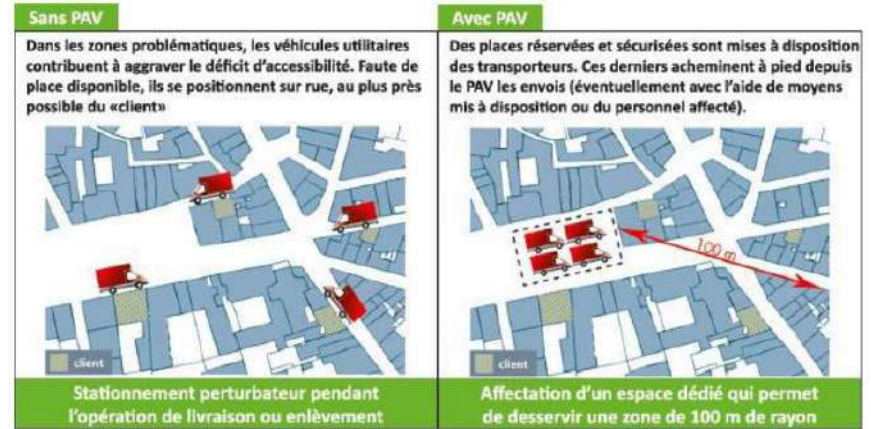 Sans PAV
Dans les zones problématiques, les véhicules utilitaires
contribuent à aggraver le déficit d'accessibilité. Faute de
place disponible, ils se positionnent sur rue, au plus près
possible du «client»
client
Stationnement perturbateur pendant
l'opération de livraison ou enlèvement
Avec PAV
Des places réservées et sécurisées sont mises à disposition
des transporteurs. Ces derniers acheminent à pied depuis
le PAV les envois (éventuellement avec l'aide de moyens
mis à disposition ou du personnel affecté).
100 m
client
Affectation d'un espace dédié qui permet
de desservir une zone de 100 m de rayon